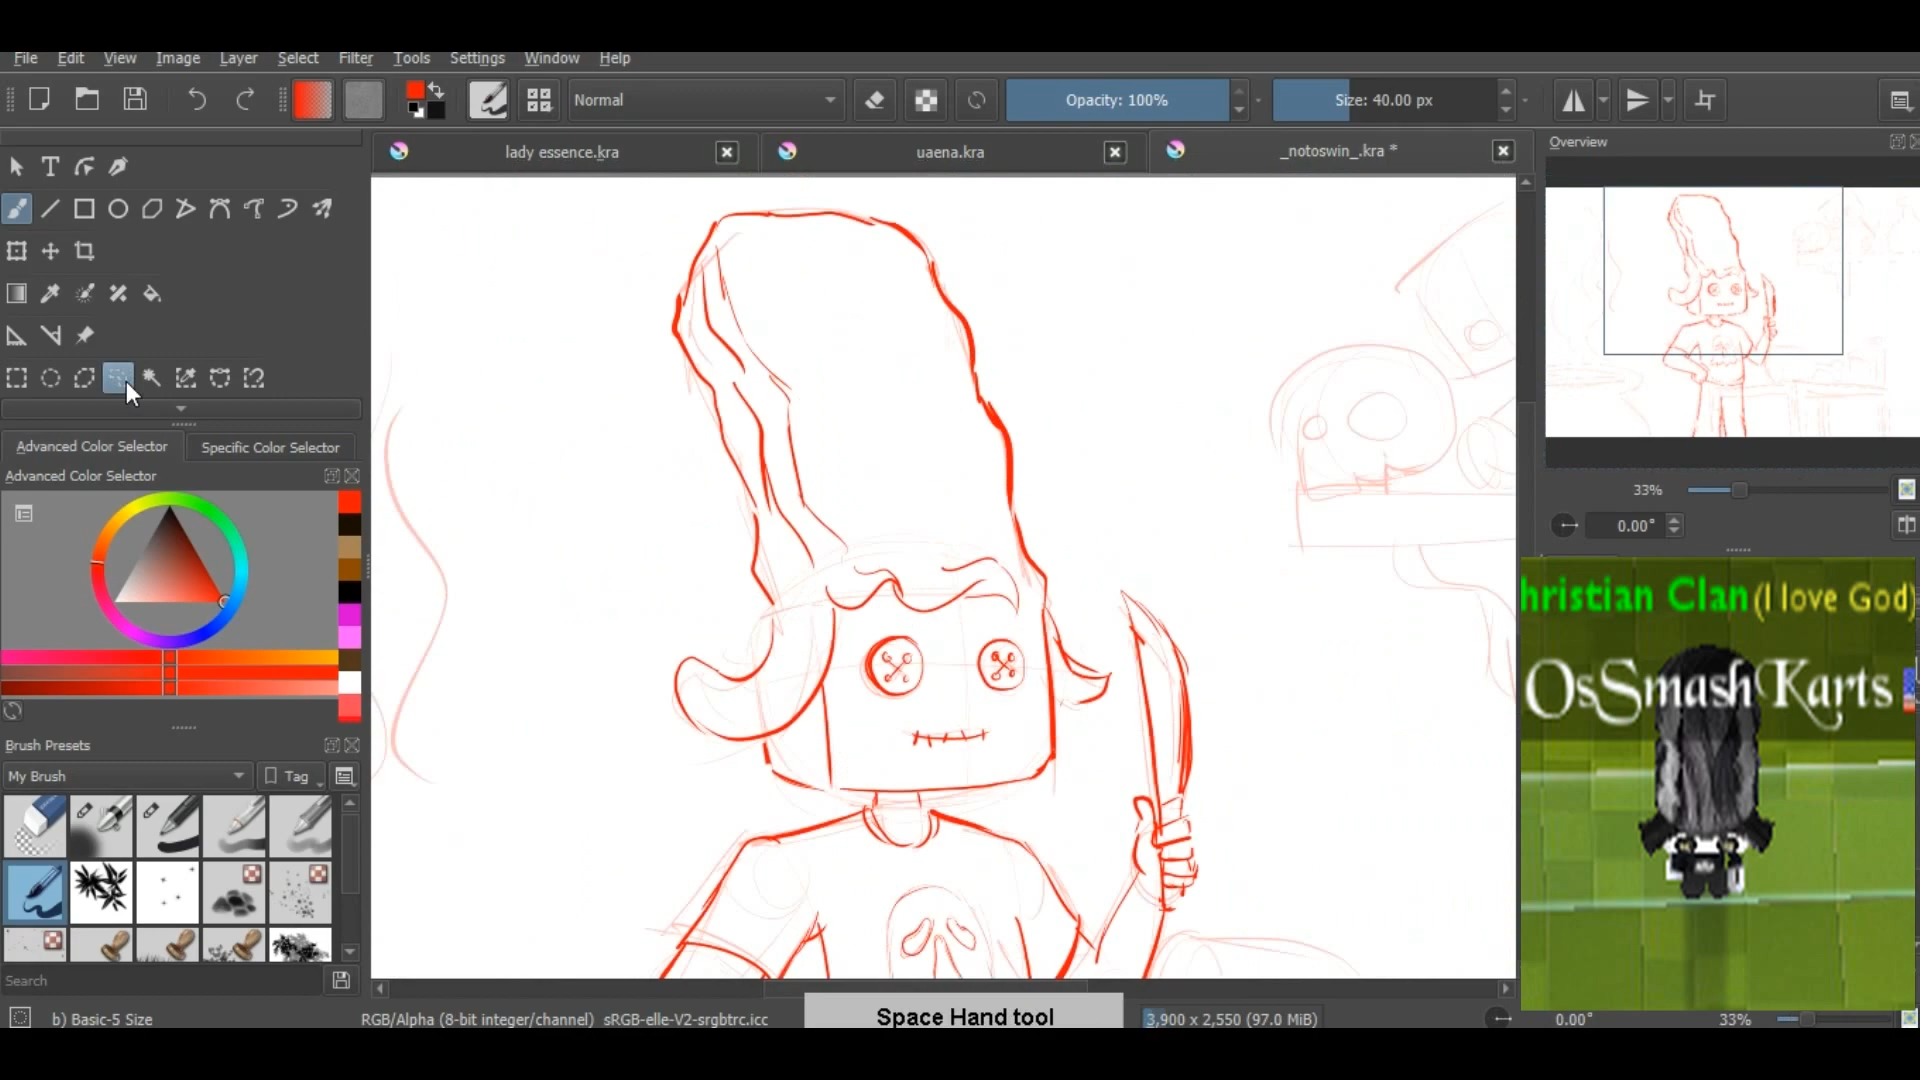 File Edit View Image Layer Select Filter Tools Settings Window Help
Normal
Opacity: 100%
Size: 40.00 px
lady essence.kra
uaena.kra
_notoswin_.kra *
Overview
33%
0.00°
Advanced Color Selector
Specific Color Selector
Advanced Color Selector
hristian Clan (I love God)
OsSmashKarts
Brush Presets
My Brush
Tag
Search
b) Basic-5 Size
RGB/Alpha (8-bit integer/channel) sRGB-elle-V2-srgbtrc.icc
Space Hand tool
3,900 x 2,550 (97.0 MiB)
0.00°
33%